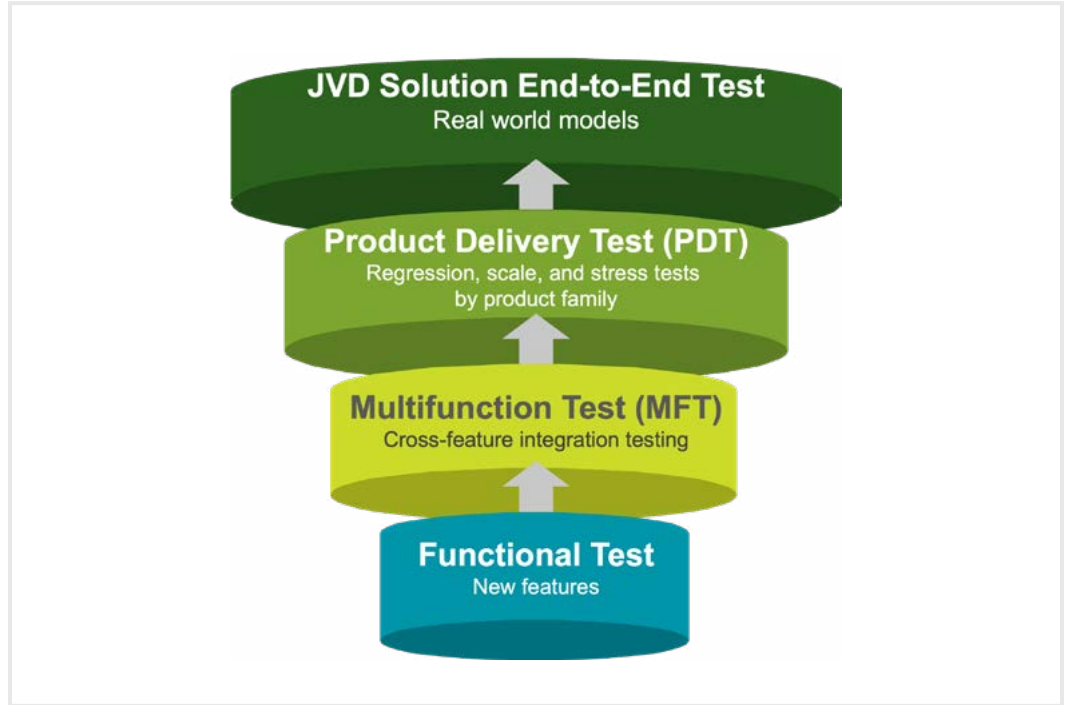 JVD Solution End-to-End Test
Real world models
Product Delivery Test (PDT)
Regression, scale, and stress tests
by product family
Multifunction Test (MFT)
Cross-feature integration testing
Functional Test
New features